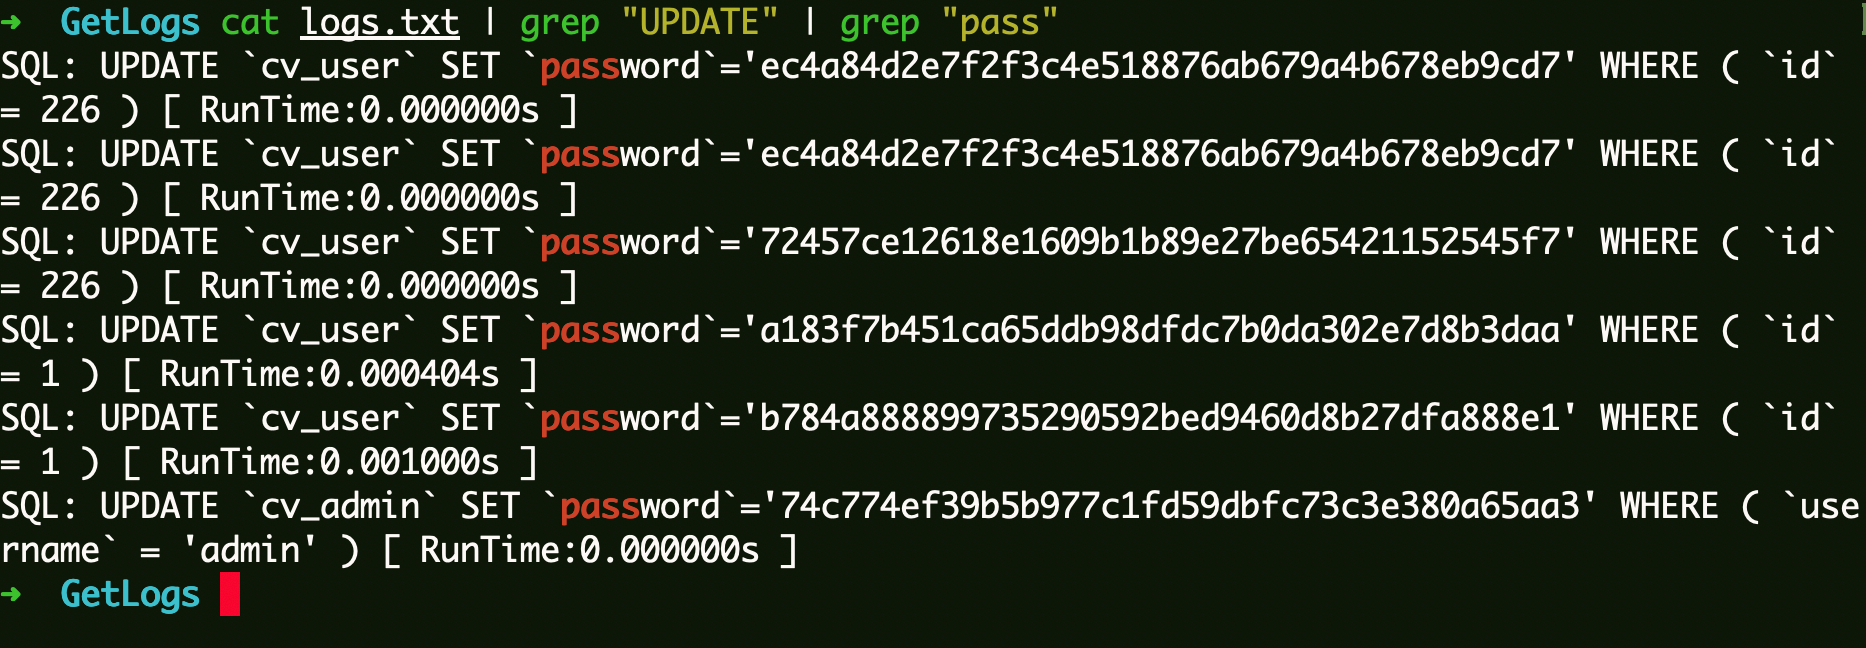 ➜  GetLogs cat logs.txt | grep "UPDATE" | grep "pass"
SQL: UPDATE `cv_user` SET `password`='ec4a84d2e7f2f3c4e518876ab679a4b678eb9cd7' WHERE ( `id`
= 226 ) [ RunTime:0.000000s ]
SQL: UPDATE `cv_user` SET `password`='ec4a84d2e7f2f3c4e518876ab679a4b678eb9cd7' WHERE ( `id`
= 226 ) [ RunTime:0.000000s ]
SQL: UPDATE `cv_user` SET `password`='72457ce12618e1609b1b89e27be65421152545f7' WHERE ( `id`
= 226 ) [ RunTime:0.000000s ]
SQL: UPDATE `cv_user` SET `password`='a183f7b451ca65ddb98dfdc7b0da302e7d8b3daa' WHERE ( `id`
= 1 ) [ RunTime:0.000404s ]
SQL: UPDATE `cv_user` SET `password`='b784a888899735290592bed9460d8b27dfa888e1' WHERE ( `id`
= 1 ) [ RunTime:0.001000s ]
SQL: UPDATE `cv_admin` SET `password`='74c774ef39b5b977c1fd59dbfc73c3e380a65aa3' WHERE ( `use
rname` = 'admin' ) [ RunTime:0.000000s ]
➜  GetLogs